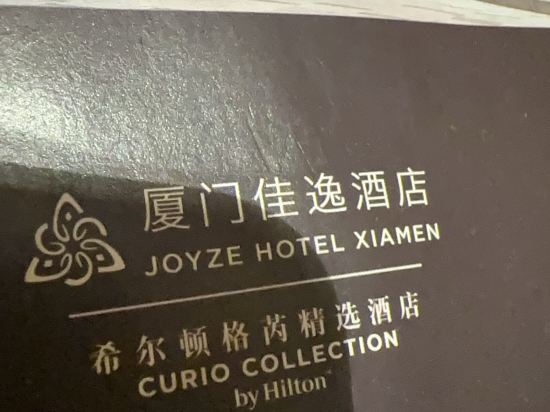 厦门佳逸酒店
JOYZE HOTEL XIAMEN
希尔顿格芮精选酒店
CURIO COLLECTION
by Hilton